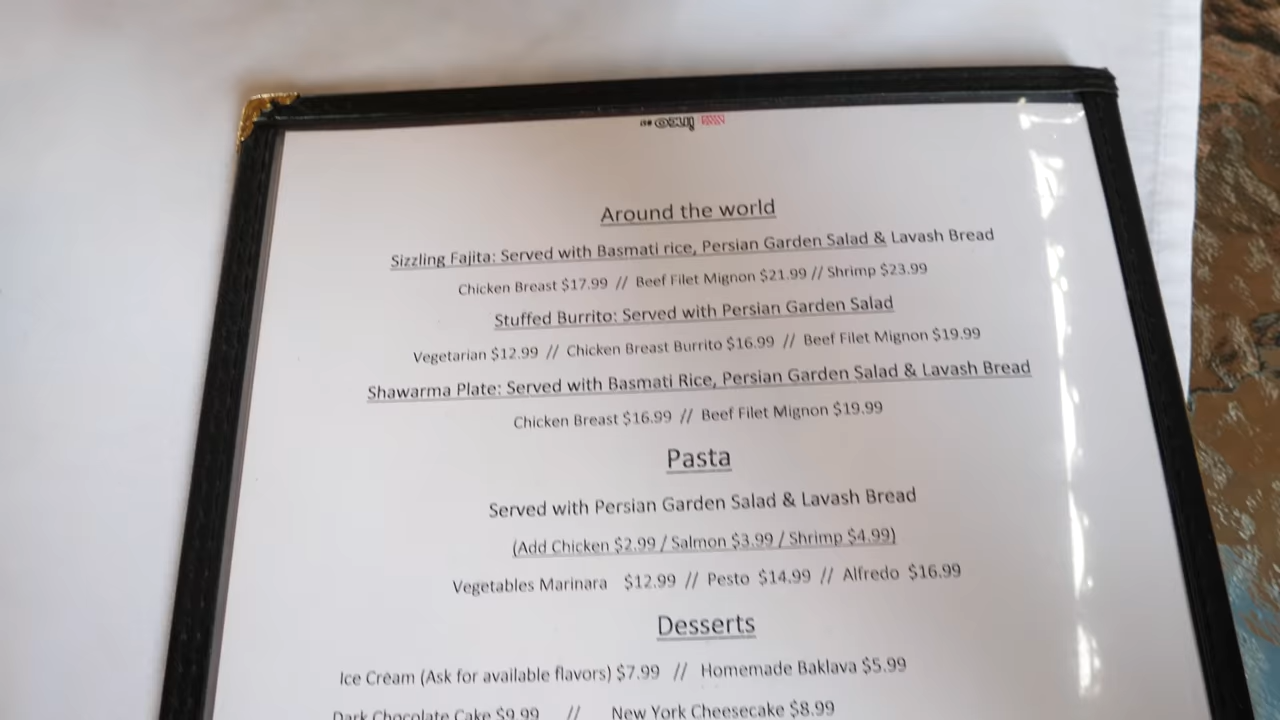 Around the world
Sizzling Fajita: Served with Basmati rice, Persian Garden Salad & Lavash Bread
Chicken Breast $17.99 // Beef Filet Mignon $21.99 // Shrimp $23.99
Stuffed Burrito: Served with Persian Garden Salad
Vegetarian $12.99 // Chicken Breast Burrito $16.99 // Beef Filet Mignon $19.99
Shawarma Plate: Served with Basmati Rice, Persian Garden Salad & Lavash Bread
Chicken Breast $16.99 // Beef Filet Mignon $19.99
Pasta
Served with Persian Garden Salad & Lavash Bread
(Add Chicken $2.99 / Salmon $3.99 / Shrimp $4.99)
Vegetables Marinara $12.99 // Pesto $14.99 // Alfredo $16.99
Desserts
Ice Cream (Ask for available flavors) $7.99 // Homemade Baklava $5.99
Dark Chocolate Cake $9.99 // New York Cheesecake $8.99